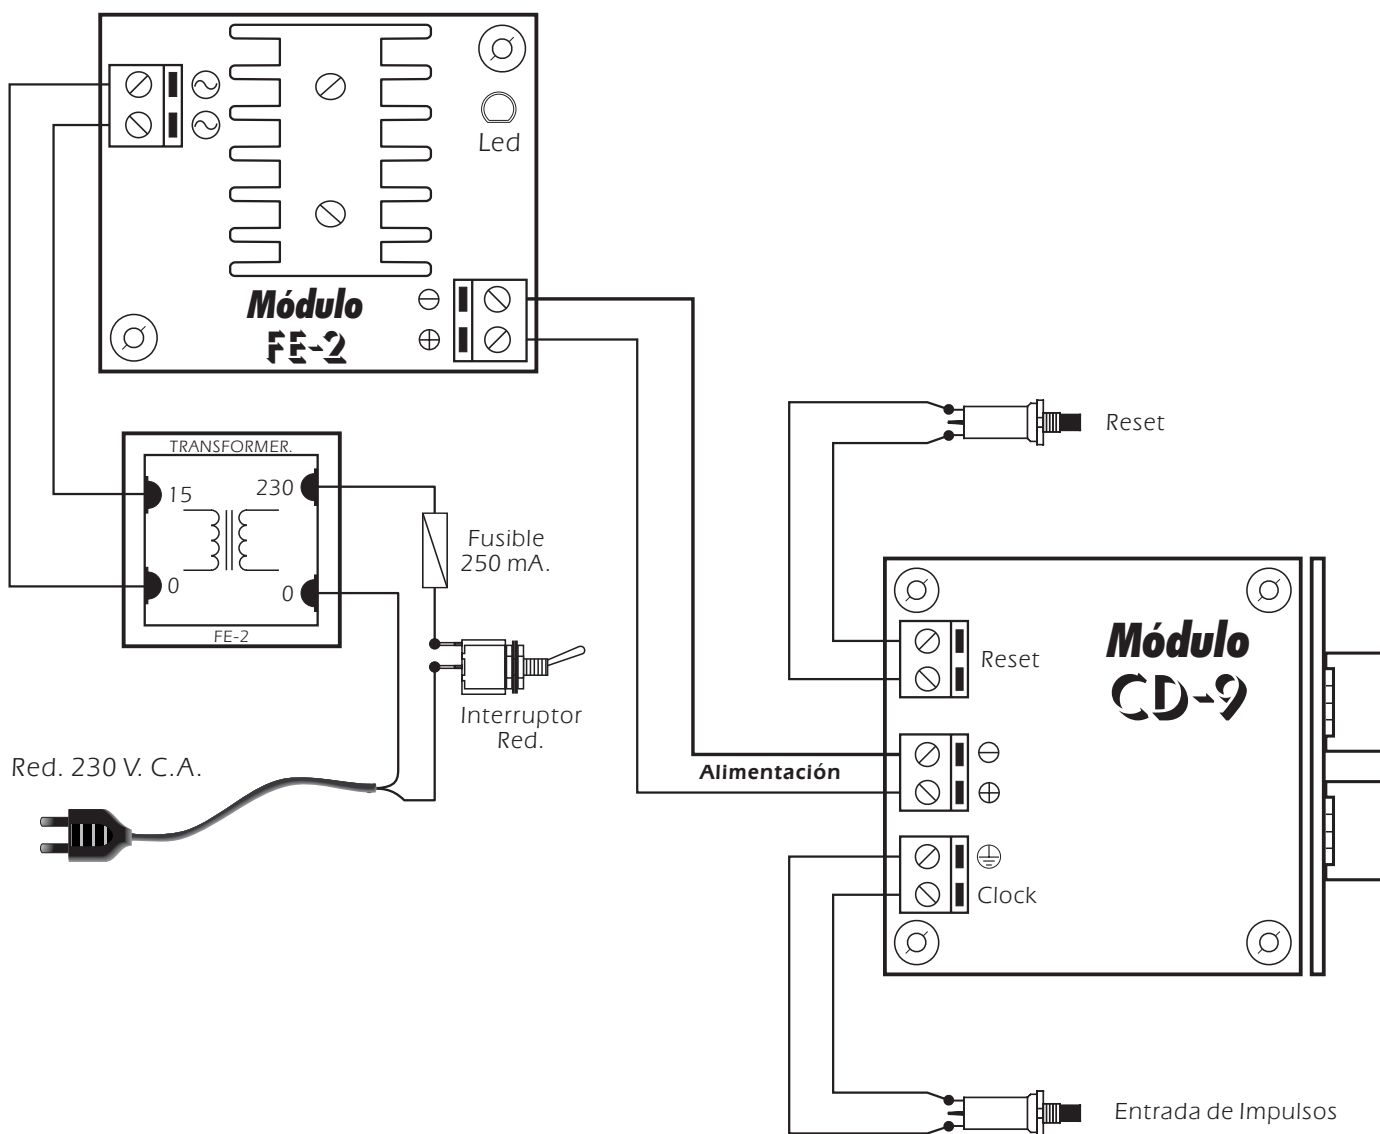 Led
Módulo
FE-2
TRANSFORMER.
15
230
0
0
FE-2
Fusible
250 mA.
Interruptor
Red.
Red. 230 V. C.A.
Reset
Reset
Módulo
CD-9
Alimentación
Clock
Entrada de Impulsos